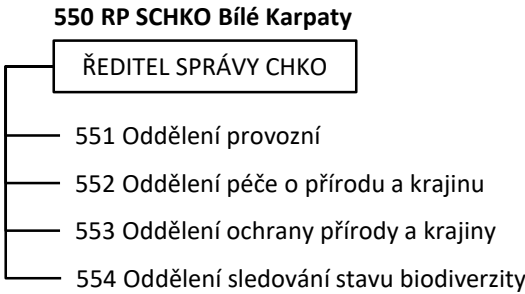 550 RP SCHKO Bílé Karpaty
ŘEDITEL SPRÁVY CHKO
551 Oddělení provozní
552 Oddělení péče o přírodu a krajinu
553 Oddělení ochrany přírody a krajiny
554 Oddělení sledování stavu biodiverzity